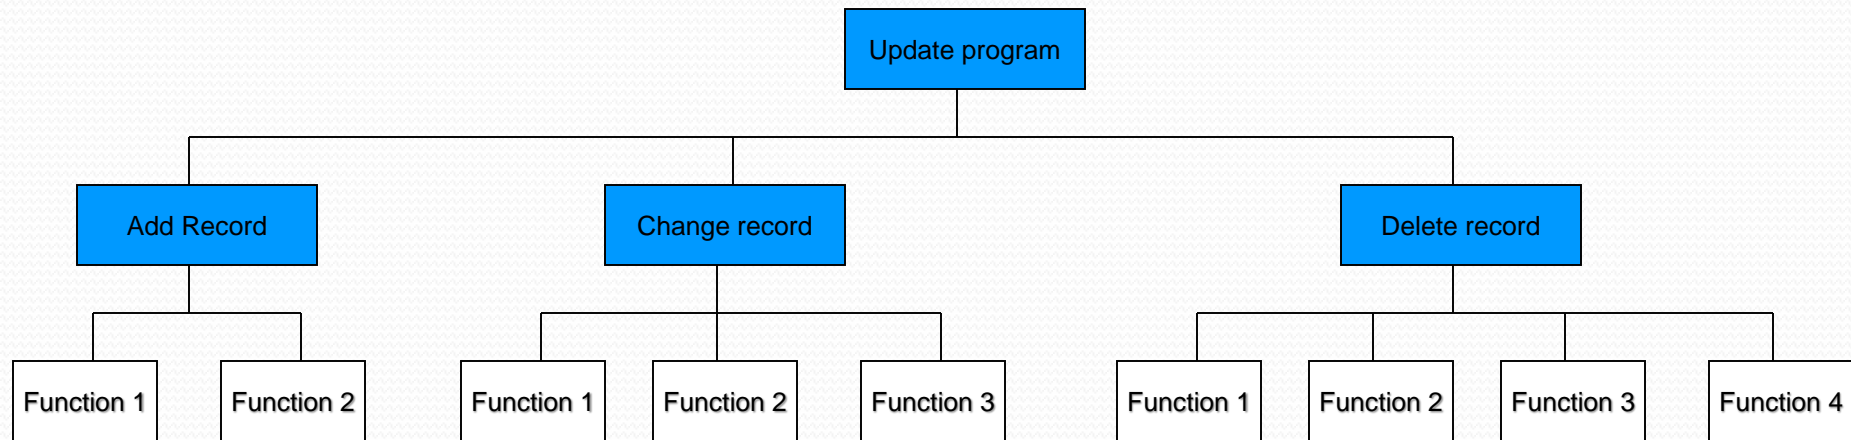 Update program
Add Record
Change record
Delete record
Function 1
Function 2
Function 1
Function 2
Function 3
Function 1
Function 2
Function 3
Function 4